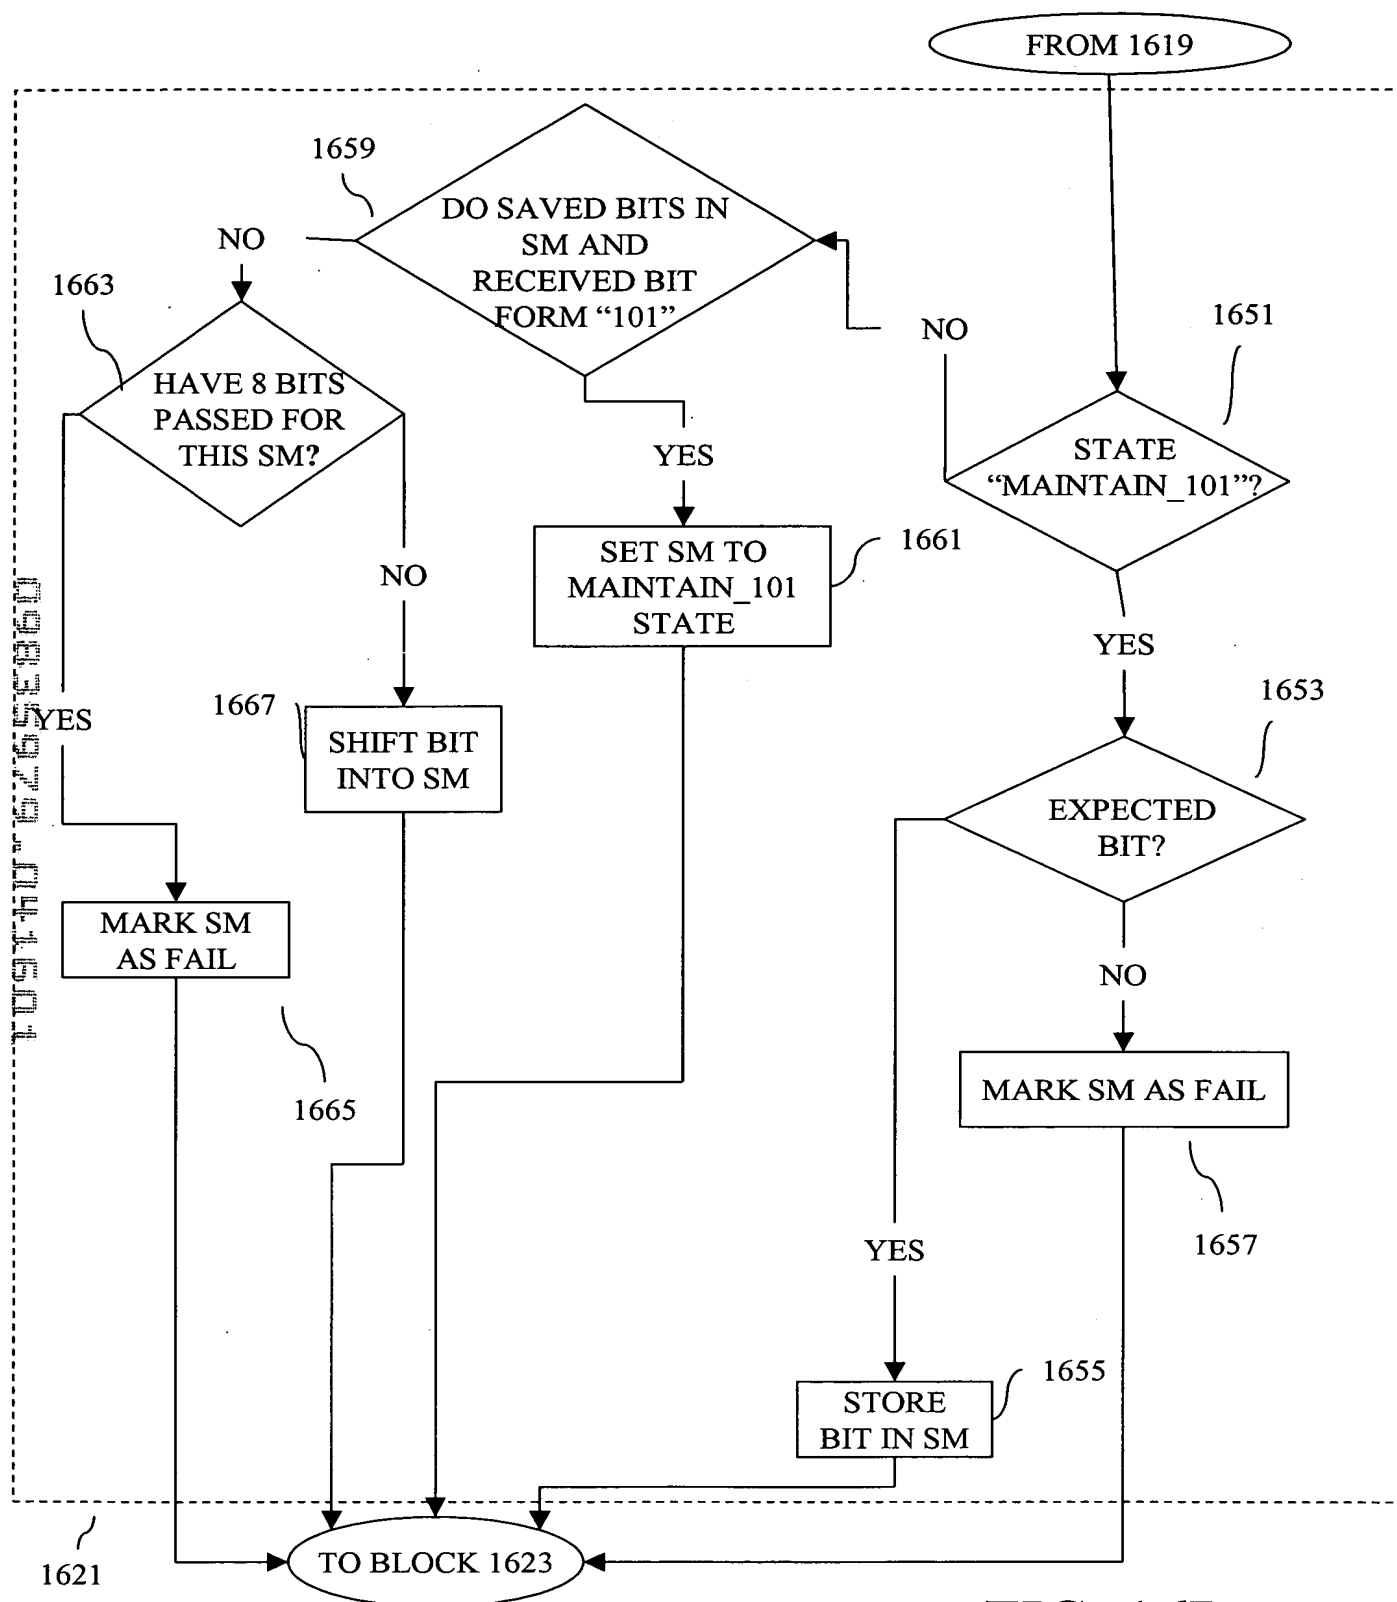 FROM 1619
1659
DO SAVED BITS IN
SM AND
RECEIVED BIT
FORM “101”
NO
1663
HAVE 8 BITS
PASSED FOR
THIS SM?
NO
1651
STATE
“MAINTAIN_101”?
YES
SET SM TO
MAINTAIN_101
STATE
1661
NO
YES
1653
1667
SHIFT BIT
INTO SM
YES
EXPECTED
BIT?
MARK SM
AS FAIL
NO
1665
MARK SM AS FAIL
1657
YES
1655
STORE
BIT IN SM
TO BLOCK 1623
1621
09835979.041601